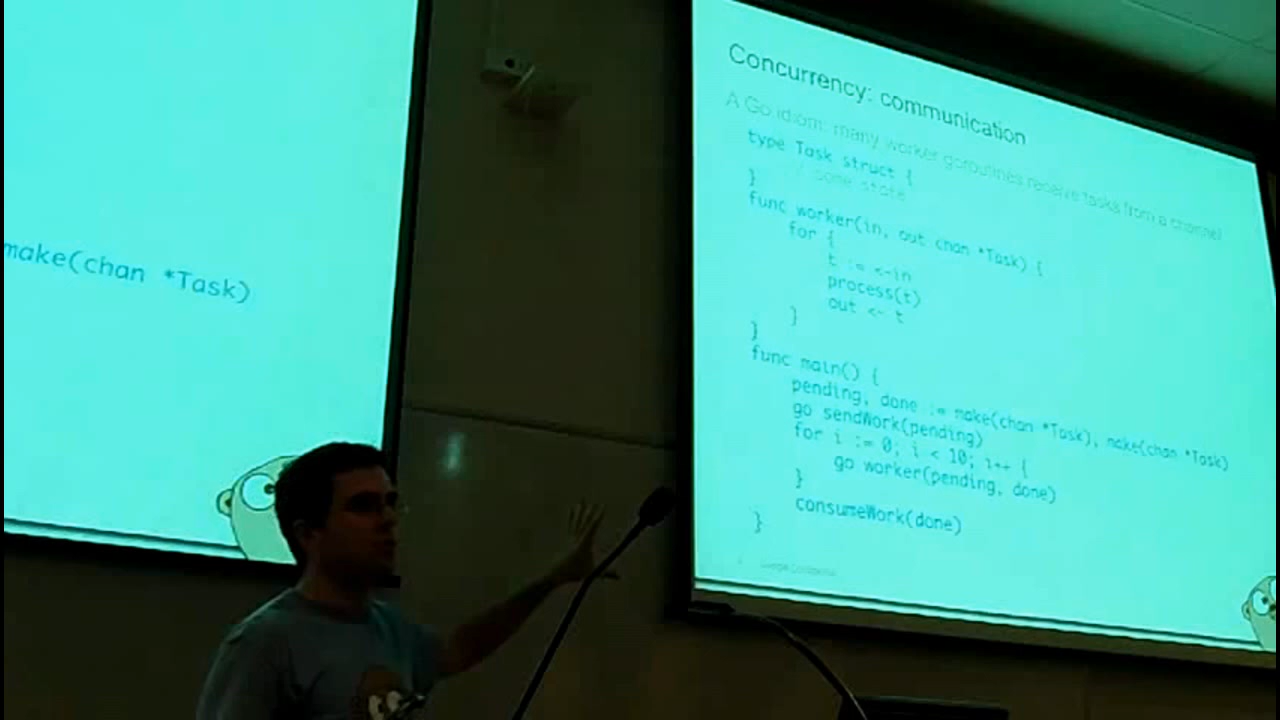 make(chan *Task)
Concurrency: communication
A Go idiom: many worker goroutines receive tasks from a channel
type Task struct {
// some state
}
func worker(in, out chan *Task) {
for {
t := <-in
process(t)
out <- t
}
}
func main() {
pending, done := make(chan *Task), make(chan *Task)
go sendWork(pending)
for i := 0; i < 10; i++ {
go worker(pending, done)
}
consumeWork(done)
}